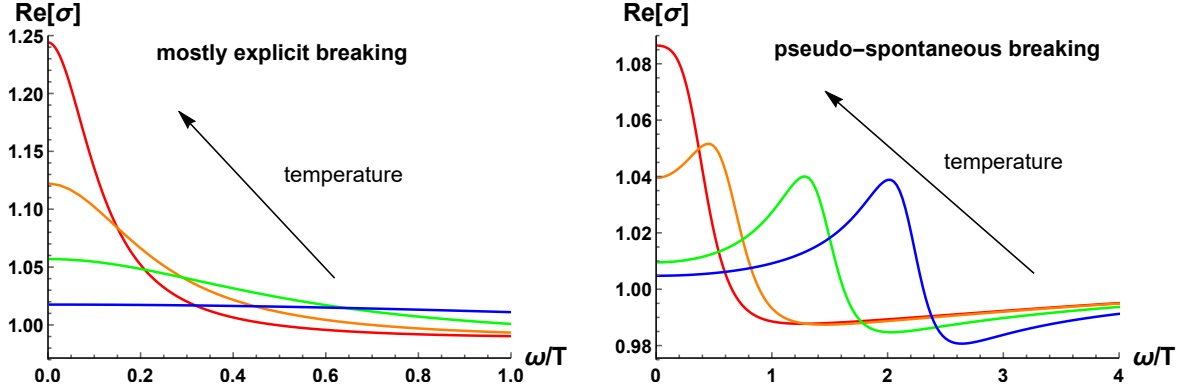 Re[σ]
mostly explicit breaking
temperature
1.25
1.20
1.15
1.10
1.05
1.00
0.0 0.2 0.4 0.6 0.8 1.0
ω/T
Re[σ]
pseudo-spontaneous breaking
temperature
1.08
1.06
1.04
1.02
1.00
0.98
0 1 2 3 4
ω/T